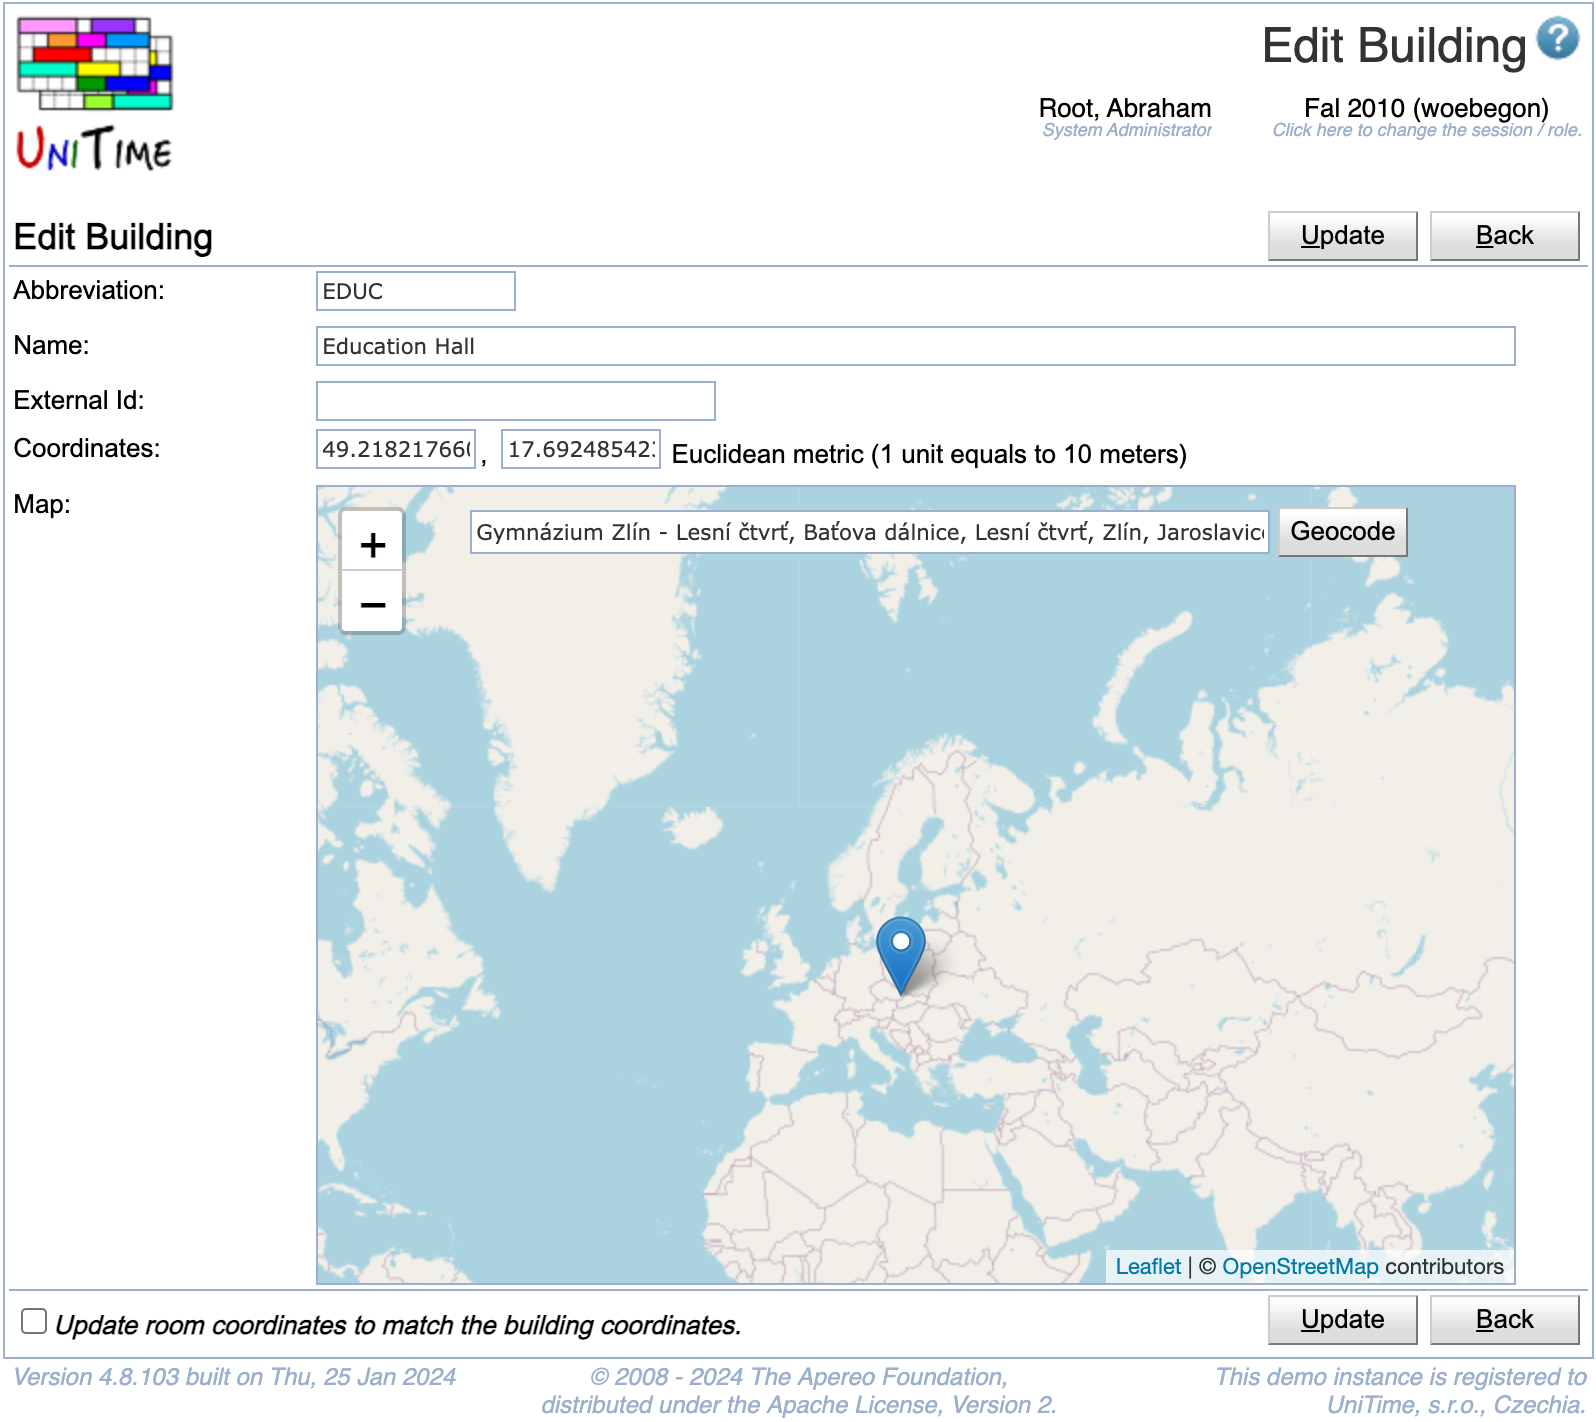 UNITIME
Edit Building
Root, Abraham
System Administrator
Fal 2010 (woebegon)
Click here to change the session / role.
Edit Building
Update
Back
Abbreviation:
EDUC
Name:
Education Hall
External Id:
Coordinates:
49.21821766
,
17.69248542
Euclidean metric (1 unit equals to 10 meters)
Map:
+
−
Gymnázium Zlín - Lesní čtvrť, Baťova dálnice, Lesní čtvrť, Zlín,
Geocode
Leaflet | © OpenStreetMap contributors
Update room coordinates to match the building coordinates.
Update
Back
Version 4.8.103 built on Thu, 25 Jan 2024
© 2008 - 2024 The Apereo Foundation,
distributed under the Apache License, Version 2.
This demo instance is registered to
UniTime, s.r.o., Czechia.